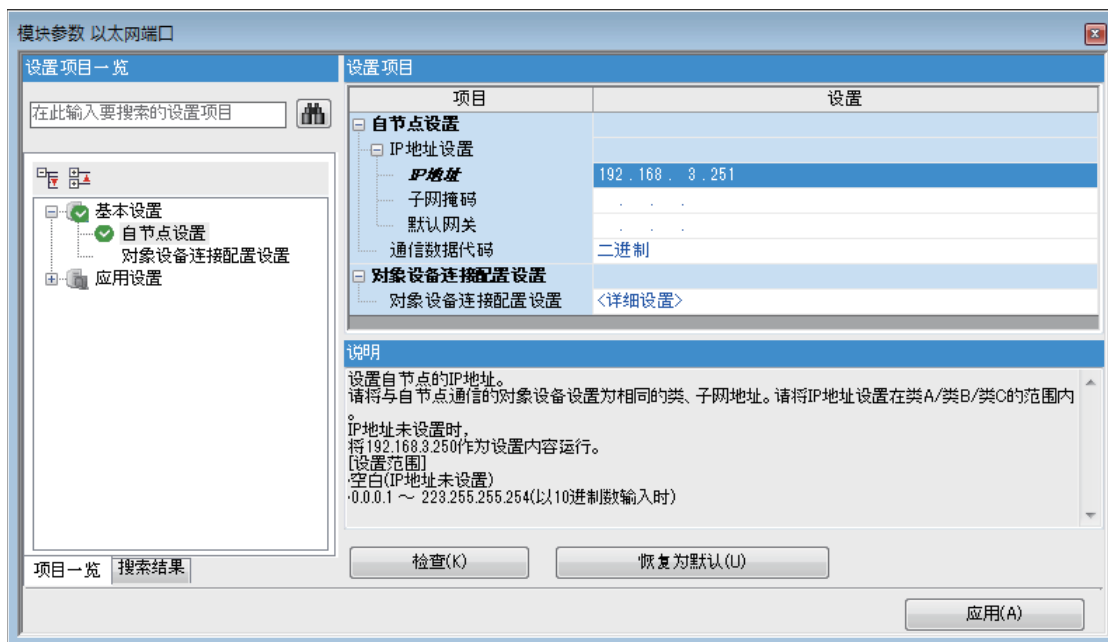 模块参数 以太网端口
设置项目一览
在此输入要搜索的设置项目
基本设置
自节点设置
对象设备连接配置设置
应用设置
项目一览 搜索结果
设置项目
项目 设置
自节点设置
IP地址设置
IP地址 192 . 168 . 3 . 251
子网掩码 . . .
默认网关 . . .
通信数据代码 二进制
对象设备连接配置设置
对象设备连接配置设置 <详细设置>
说明
设置自节点的IP地址。
请将与自节点通信的对象设备设置为相同的类、子网地址。请将IP地址设置在类A/类B/类C的范围内
。
IP地址未设置时,
将192.168.3.250作为设置内容运行。
[设置范围]
·空白(IP地址未设置)
·0.0.0.1 ～ 223.255.255.254(以10进制数输入时)
检查(K) 恢复为默认(U)
应用(A)